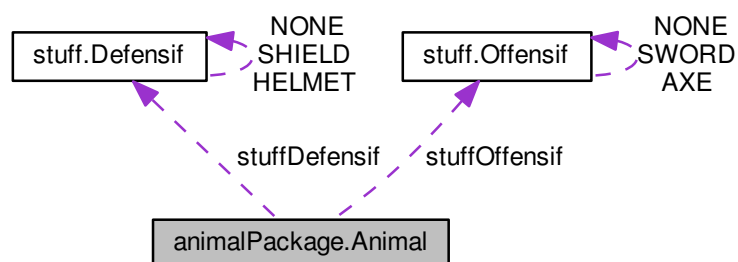 NONE
SHIELD
HELMET
stuff.Defensif
NONE
SWORD
AXE
stuff.Offensif
stuffDefensif
stuffOffensif
animalPackage.Animal